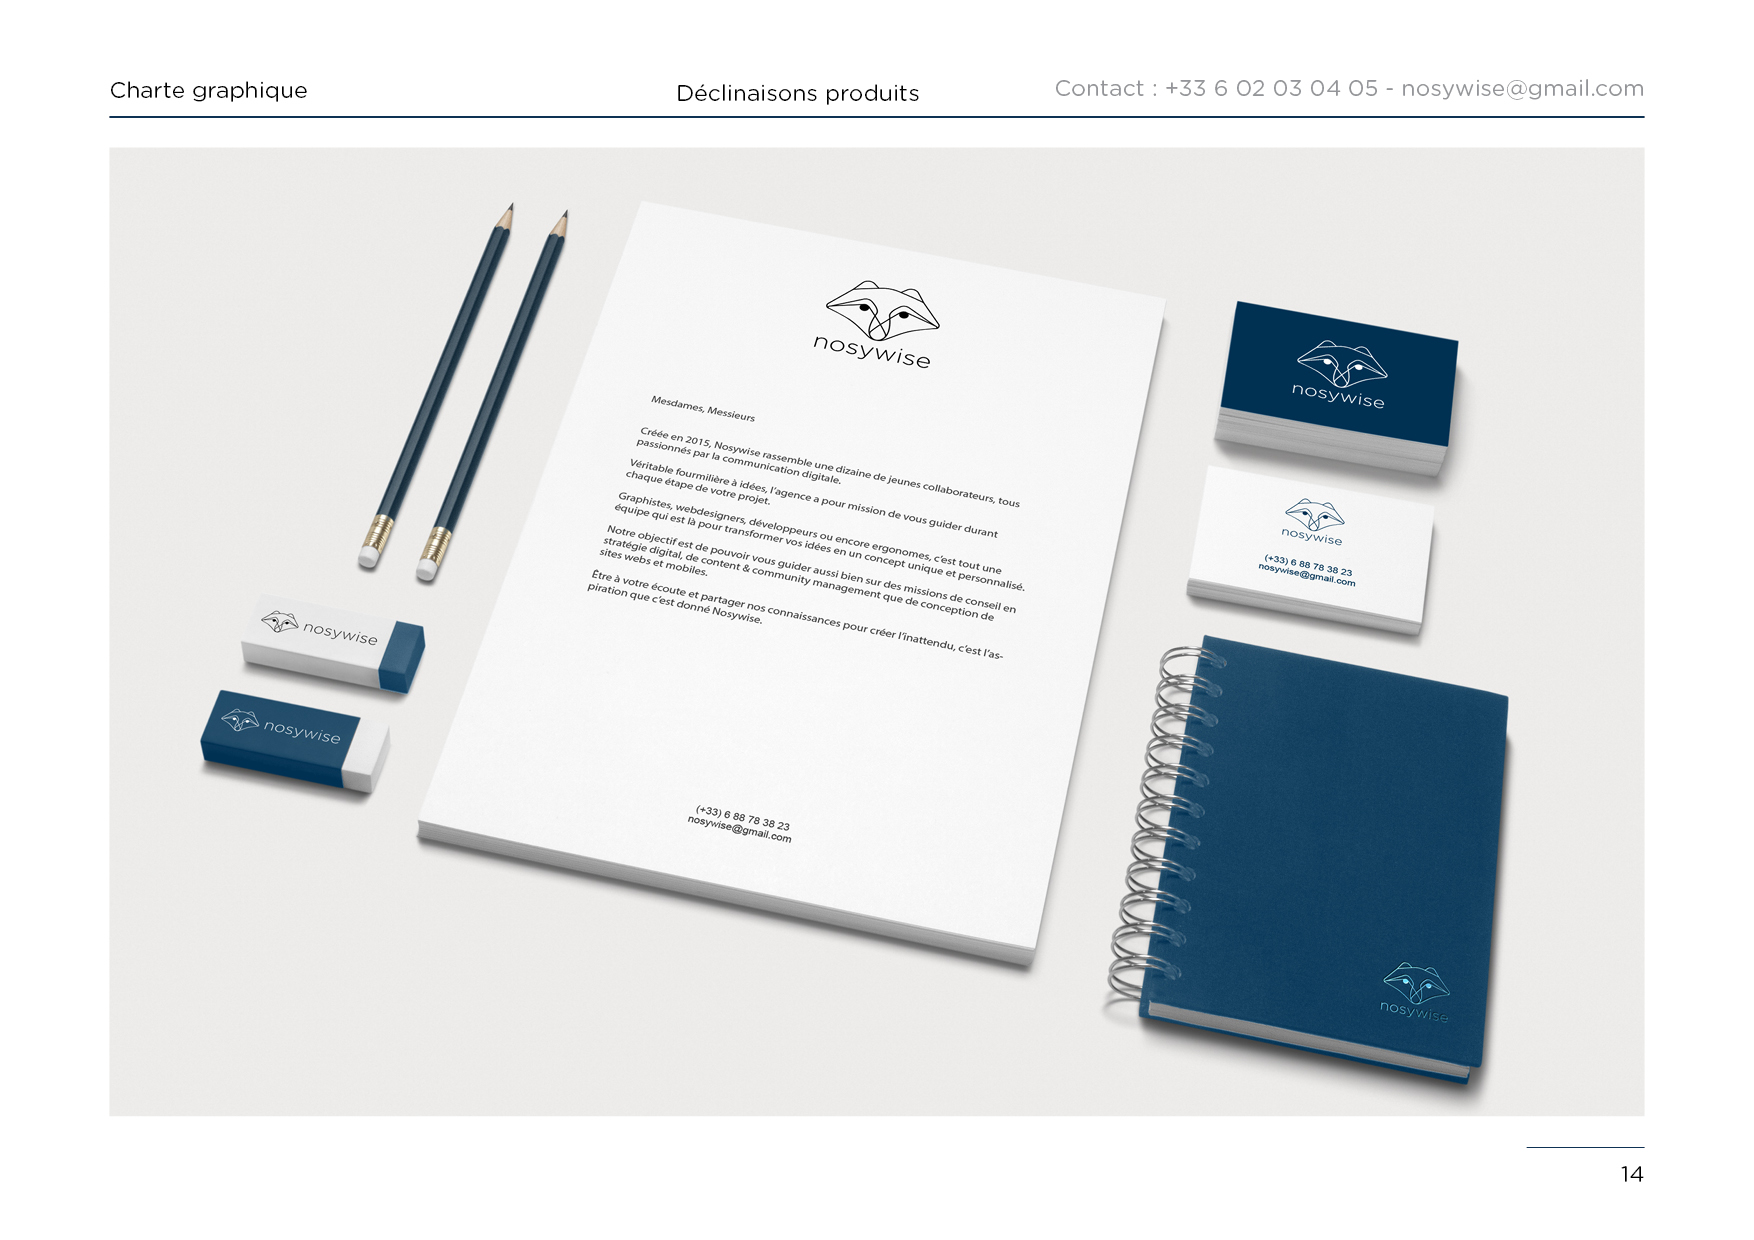 Charte graphique
Déclinaisons produits
Contact : +33 6 02 03 04 05 - nosywise@gmail.com
nosywise
Mesdames, Messieurs
Créée en 2015, Nosywise rassemble une dizaine de jeunes collaborateurs, tous
passionnés par la communication digitale.
Véritable fourmilière à idées, l'agence a pour mission de vous guider durant
chaque étape de votre projet.
Graphistes, webdesigners, développeurs ou encore ergonomes, c'est tout une
équipe qui est là pour transformer vos idées en un concept unique et personnalisé.
Notre objectif est de pouvoir vous guider aussi bien sur des missions de conseil en
stratégie digital, de content & community management que de conception de
sites webs et mobiles.
Être à votre écoute et partager nos connaissances pour créer l'inattendu, c'est l'as-
piration que c'est donné Nosywise.
(+33) 6 88 78 38 23
nosywise@gmail.com
nosywise
nosywise
nosywise
nosywise
(+33) 6 88 78 38 23
nosywise@gmail.com
nosywise
14